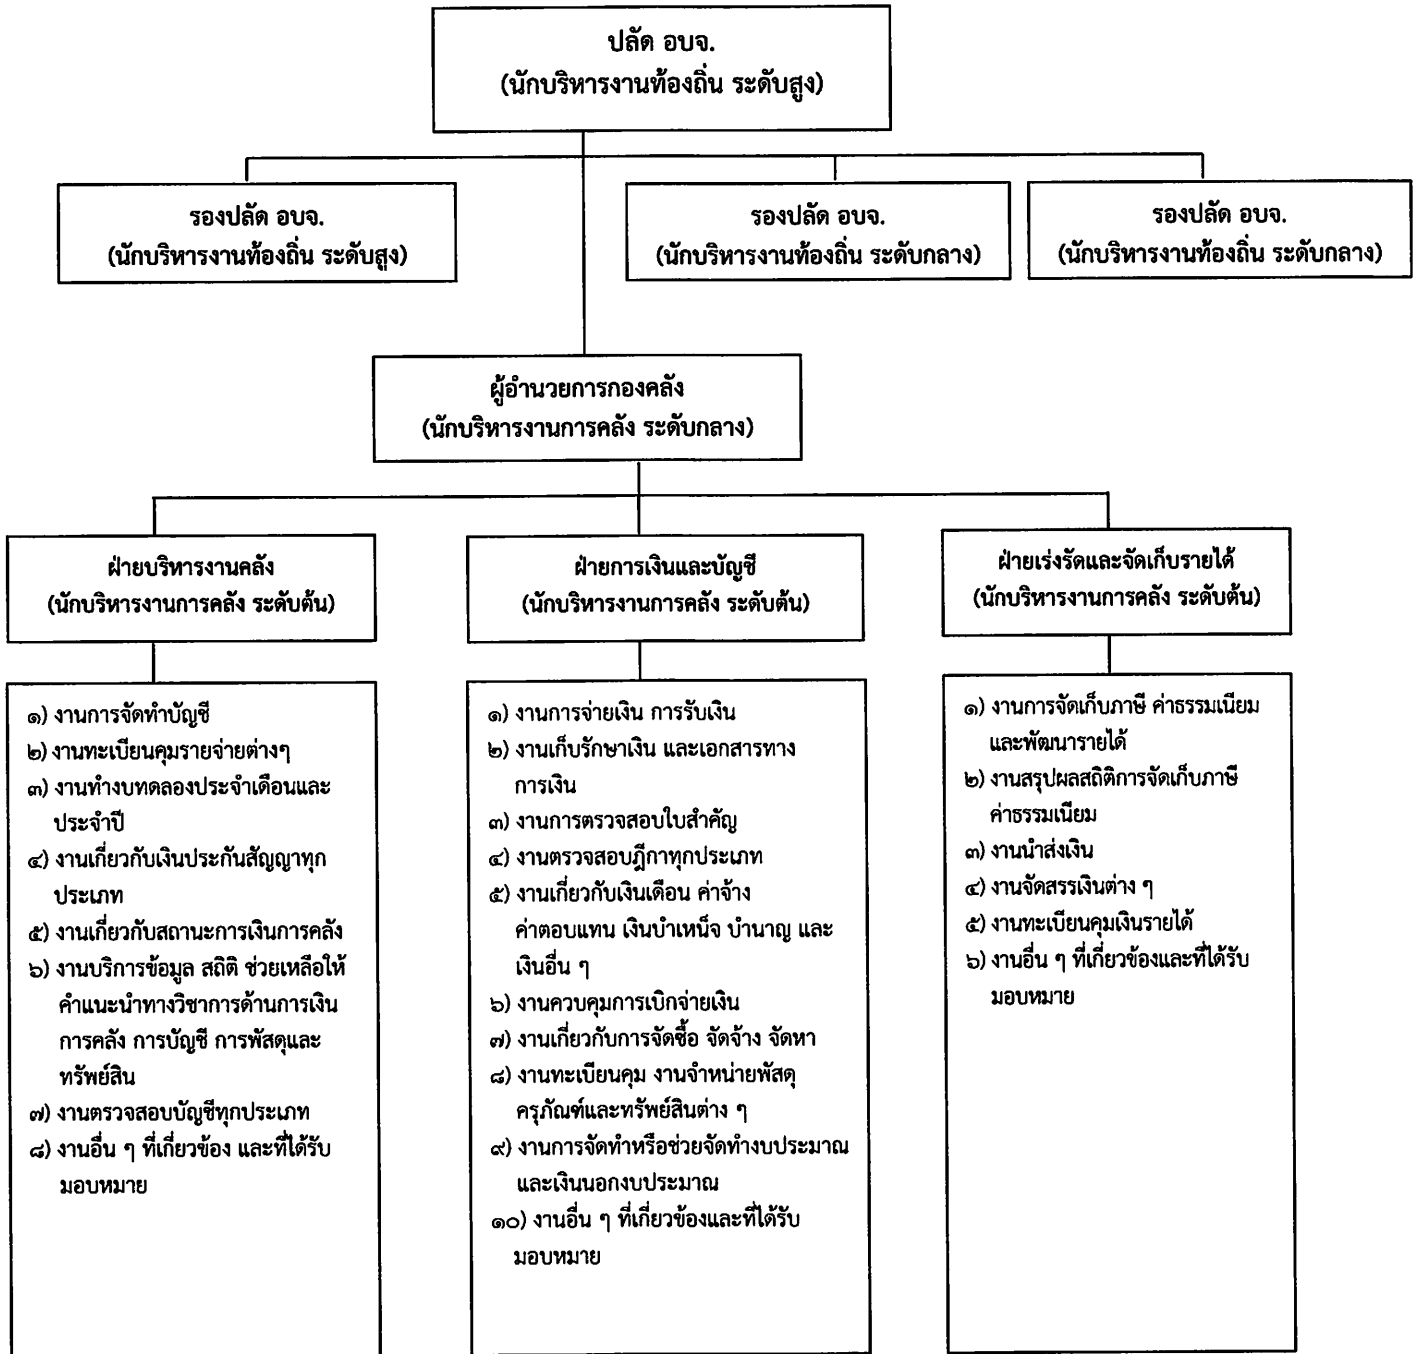 ปลัด อบจ.
(นักบริหารงานท้องถิ่น ระดับสูง)
รองปลัด อบจ.
(นักบริหารงานท้องถิ่น ระดับสูง)
รองปลัด อบจ.
(นักบริหารงานท้องถิ่น ระดับกลาง)
รองปลัด อบจ.
(นักบริหารงานท้องถิ่น ระดับกลาง)
ผู้อำนวยการกองคลัง
(นักบริหารงานการคลัง ระดับกลาง)
ฝ่ายบริหารงานคลัง
(นักบริหารงานการคลัง ระดับต้น)
๑) งานการจัดทำบัญชี
๒) งานทะเบียนคุมรายจ่ายต่างๆ
๓) งานทำงบทดลองประจำเดือนและ
ประจำปี
๔) งานเกี่ยวกับเงินประกันสัญญาทุก
ประเภท
๕) งานเกี่ยวกับสถานะการเงินการคลัง
๖) งานบริการข้อมูล สถิติ ช่วยเหลือให้
คำแนะนำทางวิชาการด้านการเงิน
การคลัง การบัญชี การพัสดุและ
ทรัพย์สิน
๗) งานตรวจสอบบัญชีทุกประเภท
๘) งานอื่น ๆ ที่เกี่ยวข้อง และที่ได้รับ
มอบหมาย
ฝ่ายการเงินและบัญชี
(นักบริหารงานการคลัง ระดับต้น)
๑) งานการจ่ายเงิน การรับเงิน
๒) งานเก็บรักษาเงิน และเอกสารทาง
การเงิน
๓) งานการตรวจสอบใบสำคัญ
๔) งานตรวจสอบฎีกาทุกประเภท
๕) งานเกี่ยวกับเงินเดือน ค่าจ้าง
ค่าตอบแทน เงินบำเหน็จ บำนาญ และ
เงินอื่น ๆ
๖) งานควบคุมการเบิกจ่ายเงิน
๗) งานเกี่ยวกับการจัดซื้อ จัดจ้าง จัดหา
๘) งานทะเบียนคุม งานจำหน่ายพัสดุ
ครุภัณฑ์และทรัพย์สินต่าง ๆ
๙) งานการจัดทำหรือช่วยจัดทำงบประมาณ
และเงินนอกงบประมาณ
๑๐) งานอื่น ๆ ที่เกี่ยวข้องและที่ได้รับ
มอบหมาย
ฝ่ายเร่งรัดและจัดเก็บรายได้
(นักบริหารงานการคลัง ระดับต้น)
๑) งานการจัดเก็บภาษี ค่าธรรมเนียม
และพัฒนารายได้
๒) งานสรุปผลสถิติการจัดเก็บภาษี
ค่าธรรมเนียม
๓) งานนำส่งเงิน
๔) งานจัดสรรเงินต่าง ๆ
๕) งานทะเบียนคุมเงินรายได้
๖) งานอื่น ๆ ที่เกี่ยวข้องและที่ได้รับ
มอบหมาย